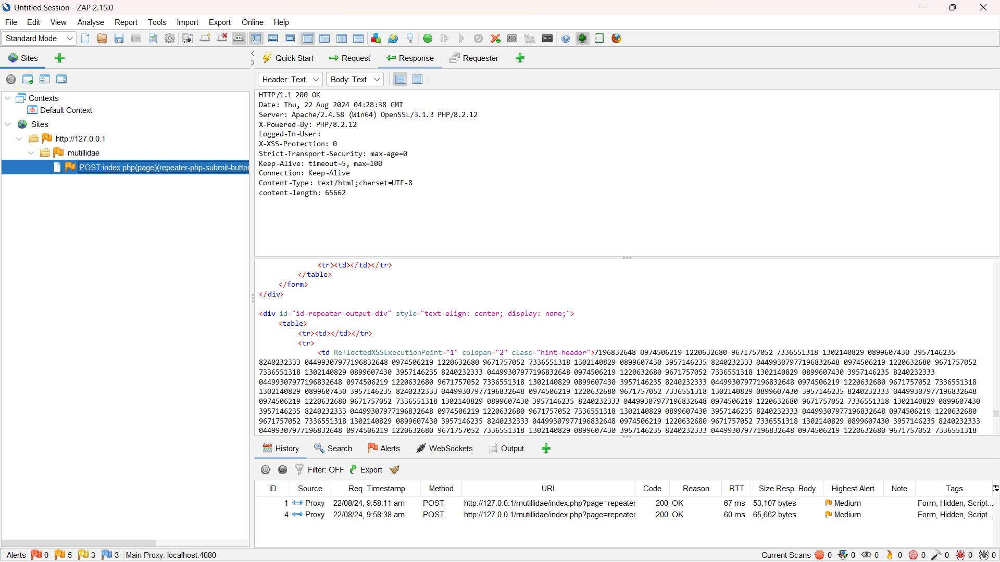 Untitled Session - ZAP 2.15.0
File Edit View Analyse Report Tools Import Export Online Help
Standard Mode
Sites
Quick Start Request Response Requester
Header: Text Body: Text
Contexts
Default Context
Sites
http://127.0.0.1
mutillidae
POST:index.php(page)(repeater-php-submit-button
HTTP/1.1 200 OK
Date: Thu, 22 Aug 2024 04:28:38 GMT
Server: Apache/2.4.58 (Win64) OpenSSL/3.1.3 PHP/8.2.12
X-Powered-By: PHP/8.2.12
Logged-In-User:
X-XSS-Protection: 0
Strict-Transport-Security: max-age=0
Keep-Alive: timeout=5, max=100
Connection: Keep-Alive
Content-Type: text/html;charset=UTF-8
content-length: 65662
<tr><td></td></tr>
</table>
</form>
</div>
<div id="id-repeater-output-div" style="text-align: center; display: none;">
<table>
<tr><td></td></tr>
<tr>
<td ReflectedXSSExecutionPoint="1" colspan="2" class="hint-header">7196832648 0974506219 1220632680 9671757052 7336551318 1302140829 0899607430 3957146235
8240232333 04499307977196832648 0974506219 1220632680 9671757052 7336551318 1302140829 0899607430 3957146235 8240232333 04499307977196832648 0974506219 1220632680 9671757052
7336551318 1302140829 0899607430 3957146235 8240232333 04499307977196832648 0974506219 1220632680 9671757052 7336551318 1302140829 0899607430 3957146235 8240232333
04499307977196832648 0974506219 1220632680 9671757052 7336551318 1302140829 0899607430 3957146235 8240232333 04499307977196832648 0974506219 1220632680 9671757052 7336551318
1302140829 0899607430 3957146235 8240232333 04499307977196832648 0974506219 1220632680 9671757052 7336551318 1302140829 0899607430 3957146235 8240232333 04499307977196832648
0974506219 1220632680 9671757052 7336551318 1302140829 0899607430 3957146235 8240232333 04499307977196832648 0974506219 1220632680 9671757052 7336551318 1302140829 0899607430
3957146235 8240232333 04499307977196832648 0974506219 1220632680 9671757052 7336551318 1302140829 0899607430 3957146235 8240232333 04499307977196832648 0974506219 1220632680
9671757052 7336551318 1302140829 0899607430 3957146235 8240232333 04499307977196832648 0974506219 1220632680 9671757052 7336551318 1302140829 0899607430 3957146235 8240232333
04499307977196832648 0974506219 1220632680 9671757052 7336551318 1302140829 0899607430 3957146235 8240232333 04499307977196832648 0974506219 1220632680 9671757052 7336551318
History Search Alerts WebSockets Output
Filter: OFF Export
ID Source Req. Timestamp Method URL Code Reason RTT Size Resp. Body Highest Alert Note Tags
1 Proxy 22/08/24, 9:58:11 am POST http://127.0.0.1/mutillidae/index.php?page=repeater 200 OK 67 ms 53,107 bytes Medium Form, Hidden, Script...
4 Proxy 22/08/24, 9:58:38 am POST http://127.0.0.1/mutillidae/index.php?page=repeater 200 OK 60 ms 65,662 bytes Medium Form, Hidden, Script...
Alerts 0 5 3 3 Main Proxy: localhost:4080 Current Scans 0 0 0 0 0 0 0 0